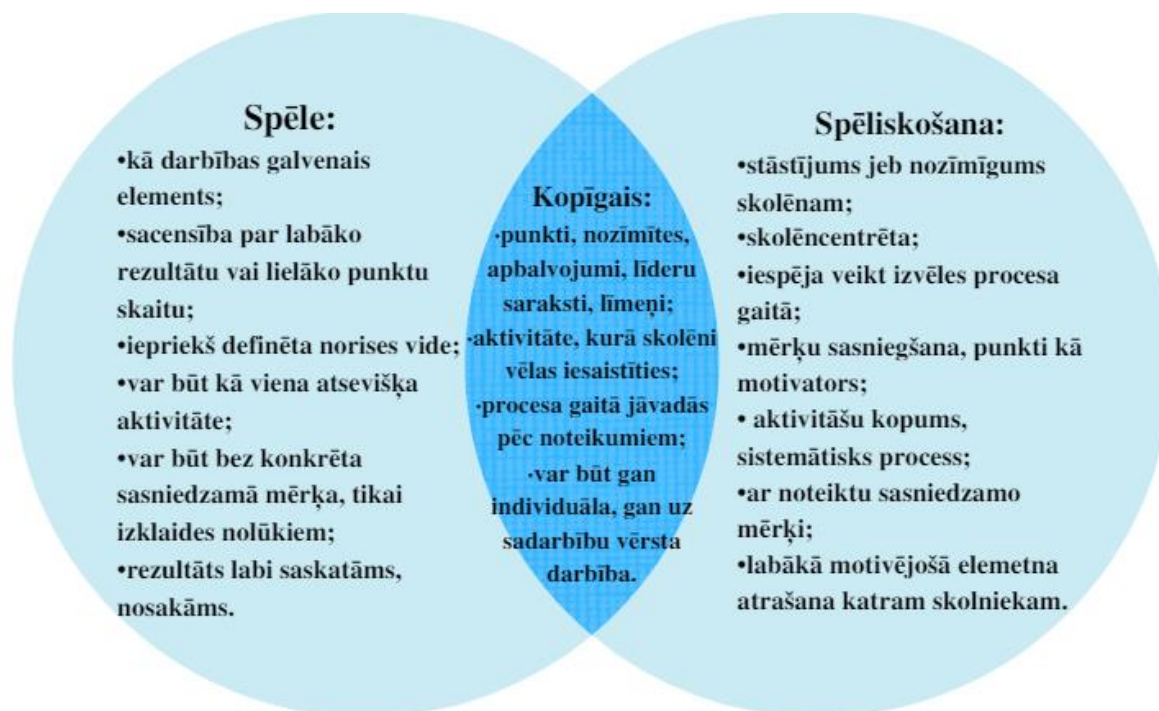 Spēle:
•kā darbības galvenais
elements;
•sacensība par labāko
rezultātu vai lielāko punktu
skaitu;
•iepriekš definēta norises vide;
•var būt kā viena atsevišķa
aktivitāte;
•var būt bez konkrēta
sasniedzamā mērķa, tikai
izklaides nolūkiem;
•rezultāts labi saskatāms,
nosakāms.
Kopīgais:
·punkti, nozīmītes,
apbalvojumi, līderu
saraksti, līmeņi;
·aktivitāte, kurā skolēni
vēlas iesaistīties;
·procesa gaitā jāvadās
pēc noteikumiem;
·var būt gan
individuāla, gan uz
sadarbību vērsta
darbība.
Spēliskošana:
•stāstījums jeb nozīmīgums
skolēnam;
•skolēncentrēta;
•iespēja veikt izvēles procesa
gaitā;
•mērķu sasniegšana, punkti kā
motivators;
• aktivitāšu kopums,
sistemātisks process;
•ar noteiktu sasniedzamo
mērķi;
•labākā motivējošā elemetna
atrašana katram skolniekam.